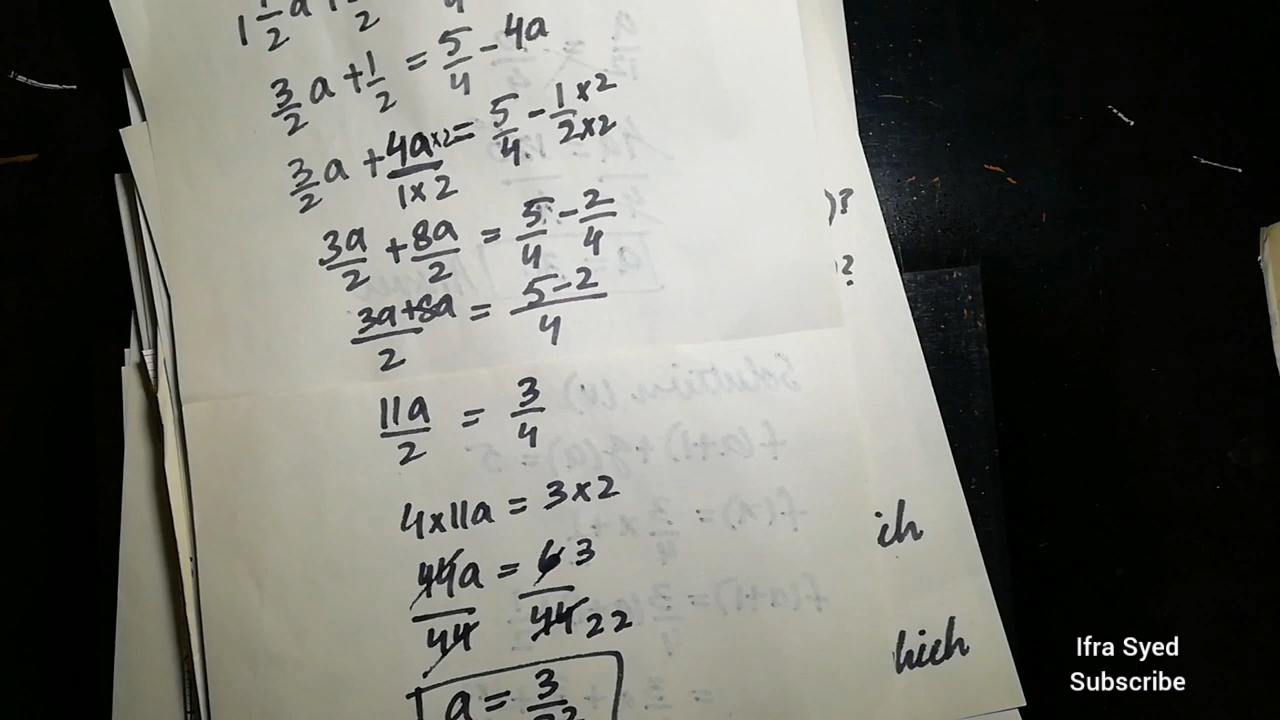 3/2 a + 1/2 = 5/4 - 4a
3/2 a + 4a×2/1×2 = 5/4 - 1×2/2×2
3a/2 + 8a/2 = 5/4 - 2/4
3a+8a/2 = 5-2/4
11a/2 = 3/4
4×11a = 3×2
44a/44 = 6 3/44 22
a = 3/22
)?
?
ich
hich
Ifra Syed
Subscribe